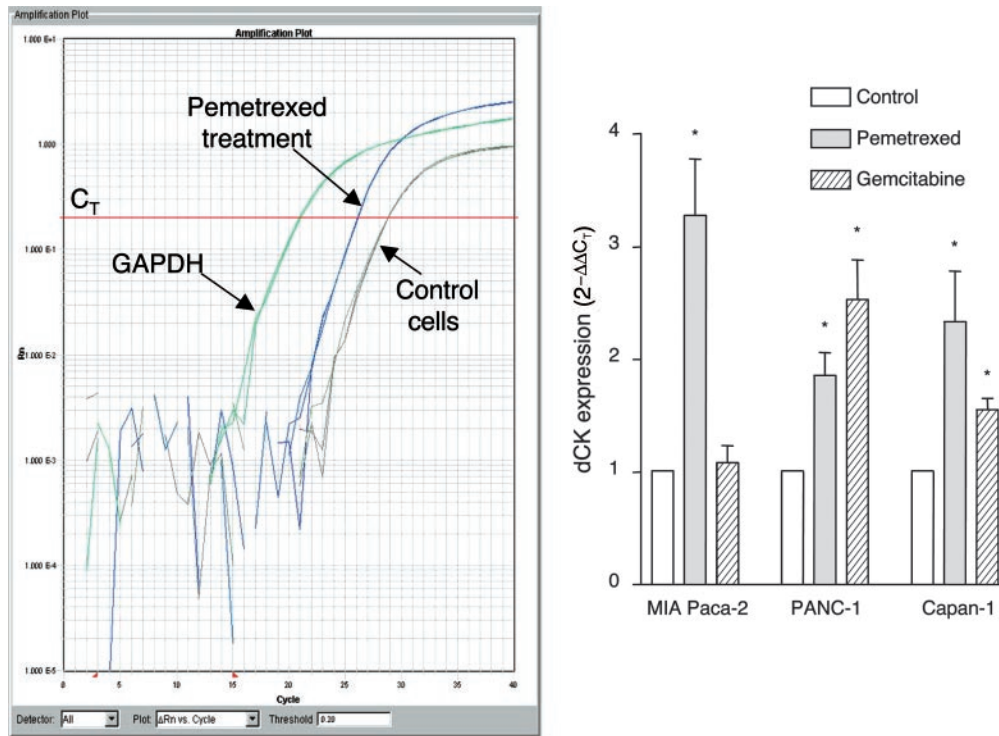 Amplification Plot
Amplification Plot
1.000 E+1
1.000
1.000 E-1
1.000 E-2
1.000 E-3
1.000 E-4
1.000 E-5
Rn
Pemetrexed
treatment
CT
GAPDH
Control
cells
0 5 10 15 20 25 30 35 40
Cycle
Detector: All Plot: ΔRn vs. Cycle Threshold 0.20
Control
Pemetrexed
Gemcitabine
dCK expression (2−ΔΔCT)
4
3
2
1
0
* * * * *
MIA Paca-2 PANC-1 Capan-1